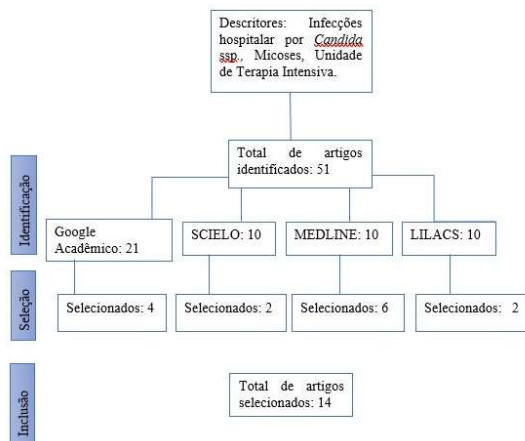 Descritores: Infecções
hospitalar por Candida
ssp., Micoses, Unidade
de Terapia Intensiva.
Total de artigos
identificados: 51
Identificação
Google
Acadêmico: 21
SCIELO: 10
MEDLINE: 10
LILACS: 10
Seleção
Selecionados: 4
Selecionados: 2
Selecionados: 6
Selecionados: 2
Inclusão
Total de artigos
selecionados: 14